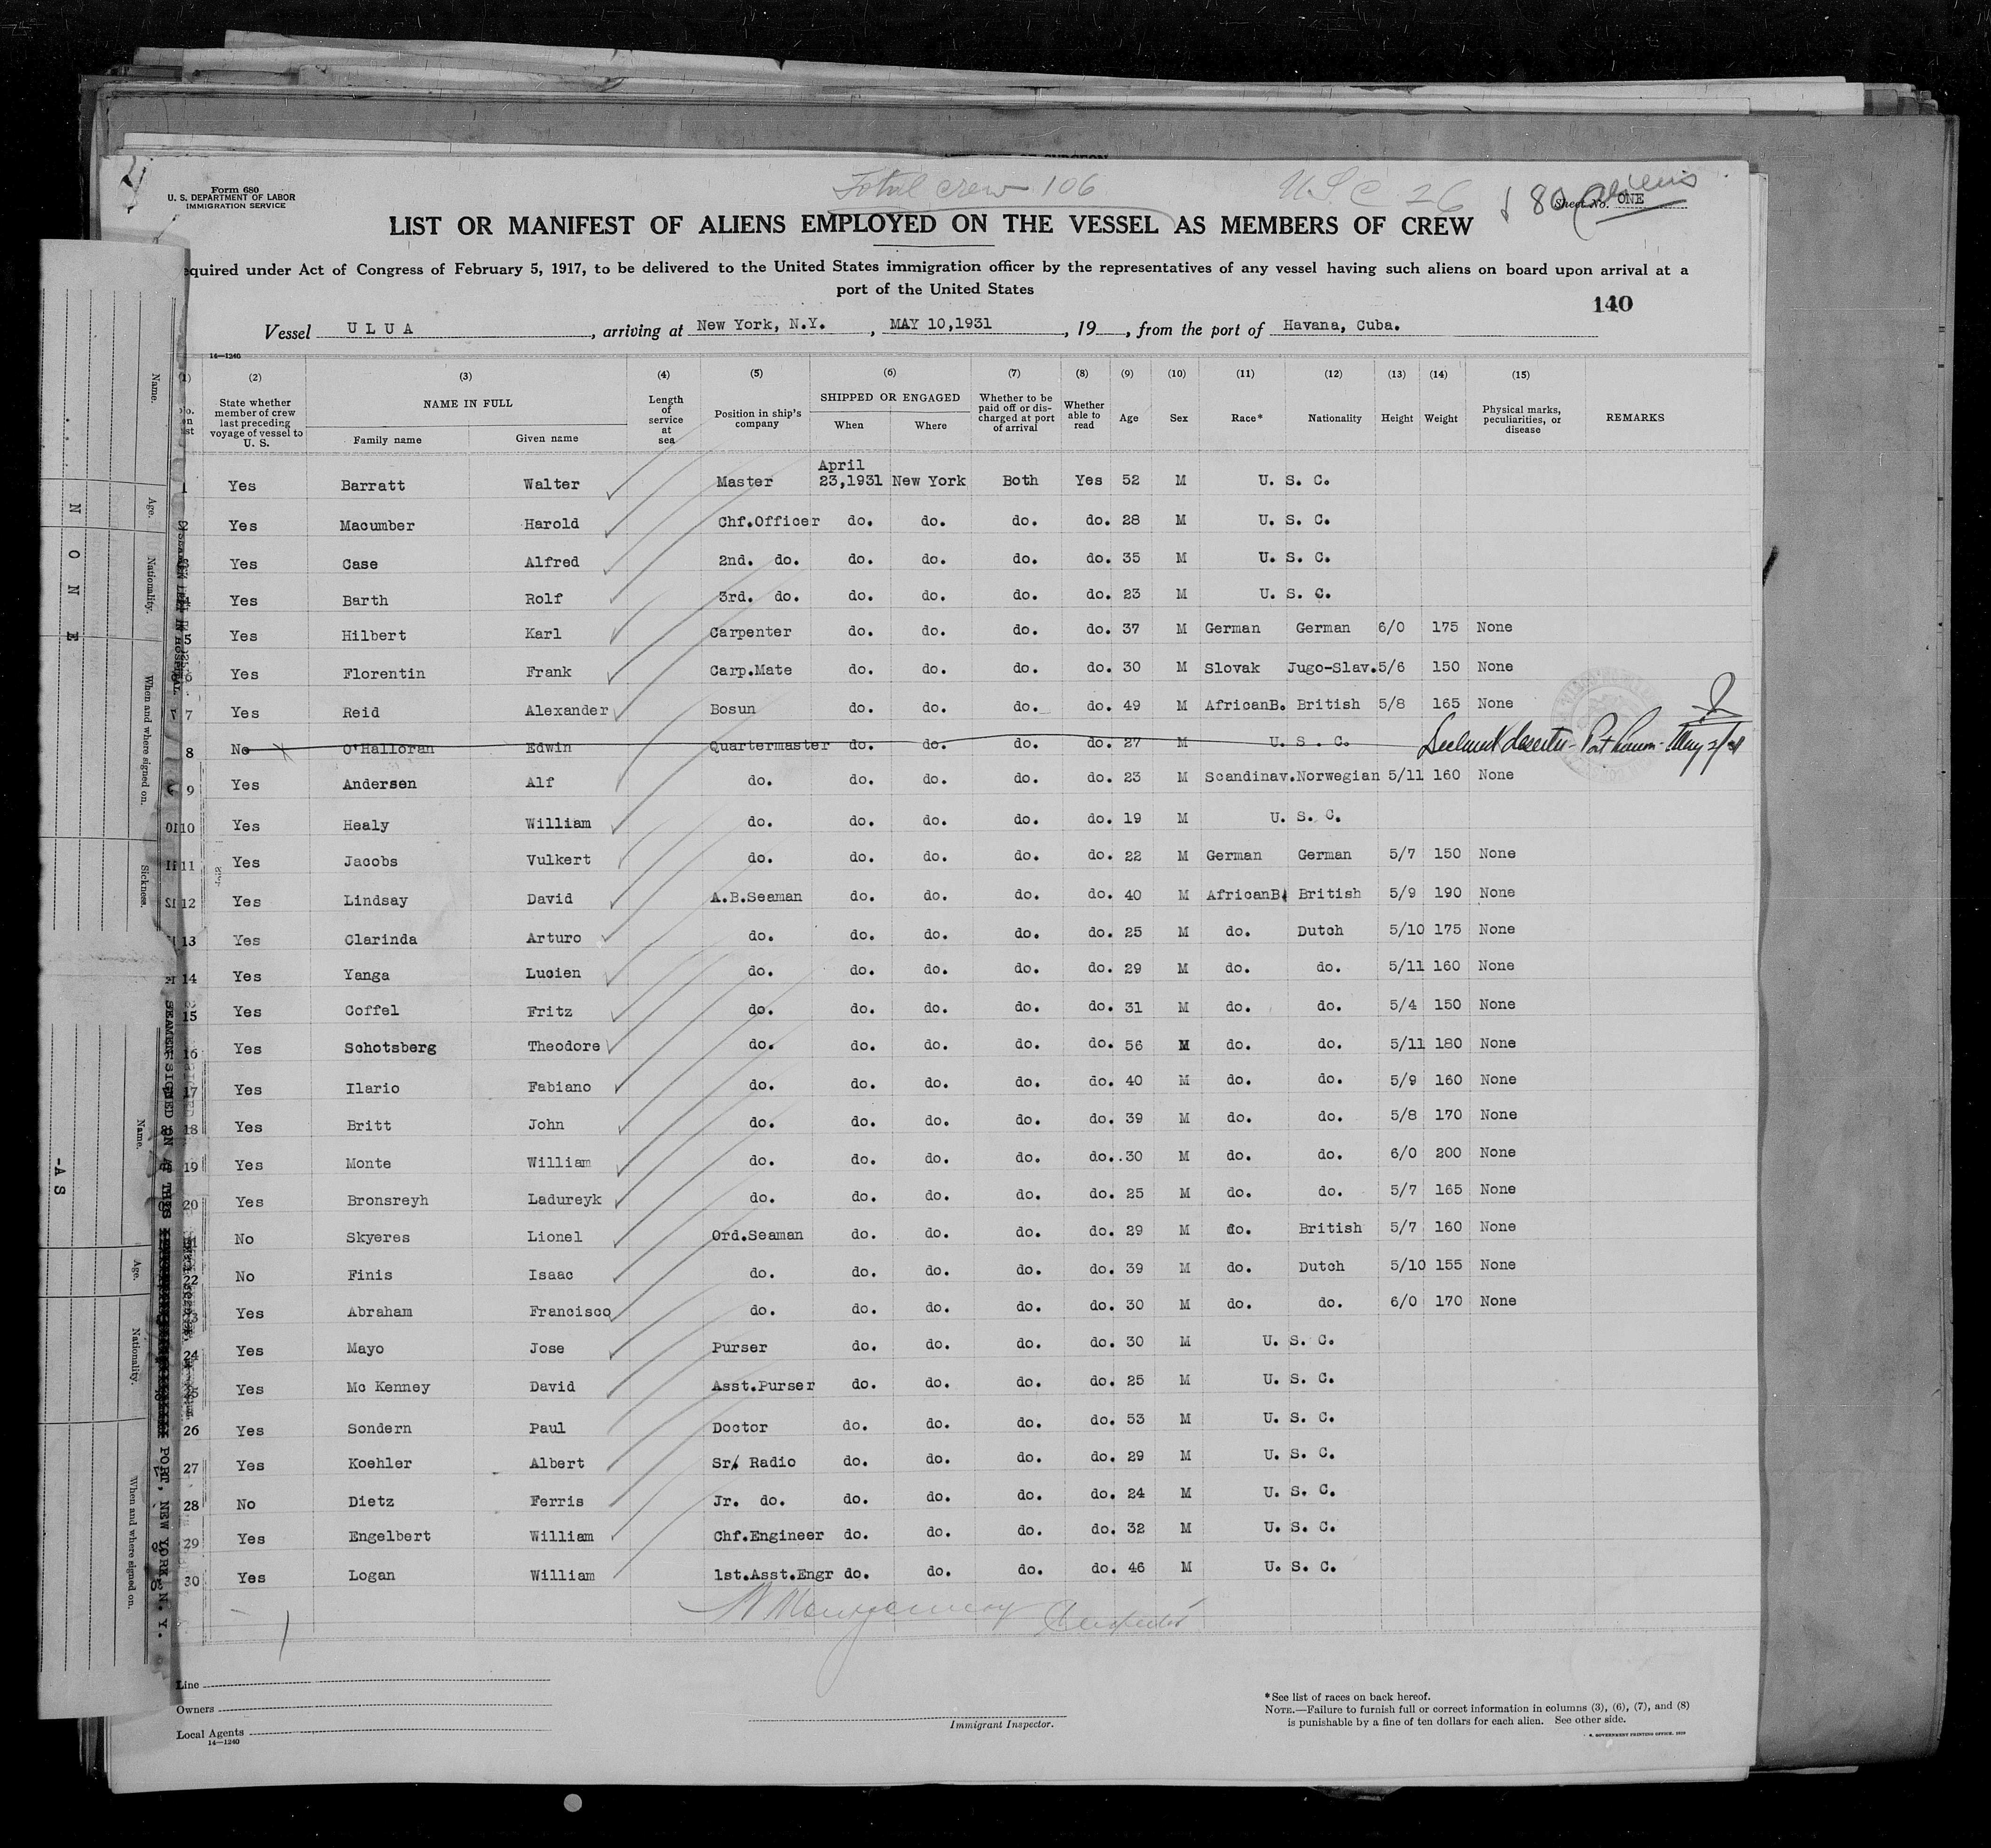 Total crew 106 U.S.C 26 & 80 Aliens
Form 680
U. S. DEPARTMENT OF LABOR
IMMIGRATION SERVICE
Sheet No. ONE
LIST OR MANIFEST OF ALIENS EMPLOYED ON THE VESSEL AS MEMBERS OF CREW
equired under Act of Congress of February 5, 1917, to be delivered to the United States immigration officer by the representatives of any vessel having such aliens on board upon arrival at a
port of the United States
140
Vessel ULUA, arriving at New York, N.Y., MAY 10,1931, 19, from the port of Havana, Cuba.
14—1240
(2) (3) (4) (5) (6) (7) (8) (9) (10) (11) (12) (13) (14) (15)
State whether member of crew last preceding voyage of vessel to U. S.
NAME IN FULL
Family name Given name
Length of service at sea
Position in ship's company
SHIPPED OR ENGAGED
When Where
Whether to be paid off or discharged at port of arrival
Whether able to read
Age Sex Race* Nationality Height Weight
Physical marks, peculiarities, or disease
REMARKS
1 Yes Barratt Walter Master April 23,1931 New York Both Yes 52 M U. S. C.
Yes Macumber Harold Chf.Officer do. do. do. do. 28 M U. S. C.
Yes Case Alfred 2nd. do. do. do. do. do. 35 M U. S. C.
4 Yes Barth Rolf 3rd. do. do. do. do. do. 23 M U. S. C.
5 Yes Hilbert Karl Carpenter do. do. do. do. 37 M German German 6/0 175 None
6 Yes Florentin Frank Carp.Mate do. do. do. do. 30 M Slovak Jugo-Slav. 5/6 150 None
7 Yes Reid Alexander Bosun do. do. do. do. 49 M AfricanB. British 5/8 165 None
8 No O'Halloran Edwin Quartermaster do. do. do. do. 27 M U. S. C. Declared deserter - Port Limon - May 2/31
9 Yes Andersen Alf do. do. do. do. do. 23 M Scandinav. Norwegian 5/11 160 None
10 Yes Healy William do. do. do. do. do. 19 M U. S. C.
11 Yes Jacobs Vulkert do. do. do. do. do. 22 M German German 5/7 150 None
12 Yes Lindsay David A.B.Seaman do. do. do. do. 40 M AfricanB. British 5/9 190 None
13 Yes Clarinda Arturo do. do. do. do. do. 25 M do. Dutch 5/10 175 None
14 Yes Yanga Lucien do. do. do. do. do. 29 M do. do. 5/11 160 None
15 Yes Coffel Fritz do. do. do. do. do. 31 M do. do. 5/4 150 None
16 Yes Schotsberg Theodore do. do. do. do. do. 56 M do. do. 5/11 180 None
17 Yes Ilario Fabiano do. do. do. do. do. 40 M do. do. 5/9 160 None
18 Yes Britt John do. do. do. do. do. 39 M do. do. 5/8 170 None
19 Yes Monte William do. do. do. do. do. 30 M do. do. 6/0 200 None
20 Yes Bronsreyh Ladureyk do. do. do. do. do. 25 M do. do. 5/7 165 None
21 No Skyeres Lionel Ord.Seaman do. do. do. do. 29 M do. British 5/7 160 None
22 No Finis Isaac do. do. do. do. do. 39 M do. Dutch 5/10 155 None
3 Yes Abraham Francisco do. do. do. do. do. 30 M do. do. 6/0 170 None
24 Yes Mayo Jose Purser do. do. do. do. 30 M U. S. C.
25 Yes Mc Kenney David Asst.Purser do. do. do. do. 25 M U. S. C.
26 Yes Sondern Paul Doctor do. do. do. do. 53 M U. S. C.
27 Yes Koehler Albert Sr. Radio do. do. do. do. 29 M U. S. C.
28 No Dietz Ferris Jr. do. do. do. do. do. 24 M U. S. C.
29 Yes Engelbert William Chf.Engineer do. do. do. do. 32 M U. S. C.
30 Yes Logan William 1st.Asst.Engr do. do. do. do. 46 M U. S. C.
Montgomery Inspector
Line
Owners
Local Agents
14—1240
Immigrant Inspector.
*See list of races on back hereof.
NOTE.—Failure to furnish full or correct information in columns (3), (6), (7), and (8)
is punishable by a fine of ten dollars for each alien. See other side.
Name. Age. Nationality. When and where signed on. Sickness.
NONE
Name. Age. Nationality. When and where signed on.
-AS
SEAMEN SIGNED ON AT THIS PORT, NEW YORK, N. Y.